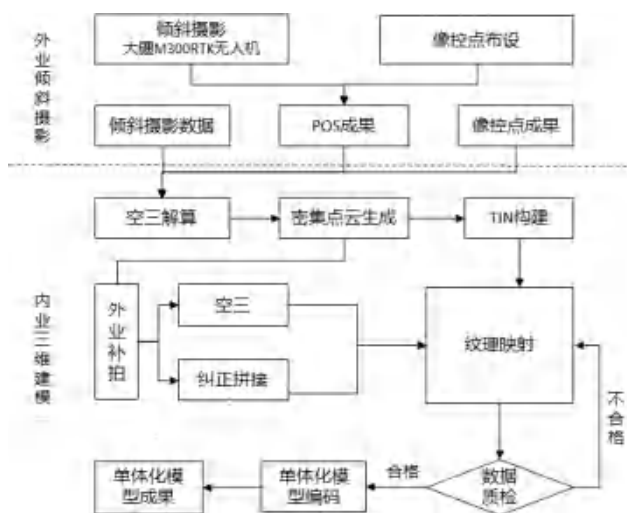 外业倾斜摄影
倾斜摄影
大疆M300RTK无人机
像控点布设
倾斜摄影数据
POS成果
像控点成果
内业三维建模
空三解算
密集点云生成
TIN构建
外业补拍
空三
纠正拼接
纹理映射
不合格
数据
质检
合格
单体化模
型编码
单体化模
型成果